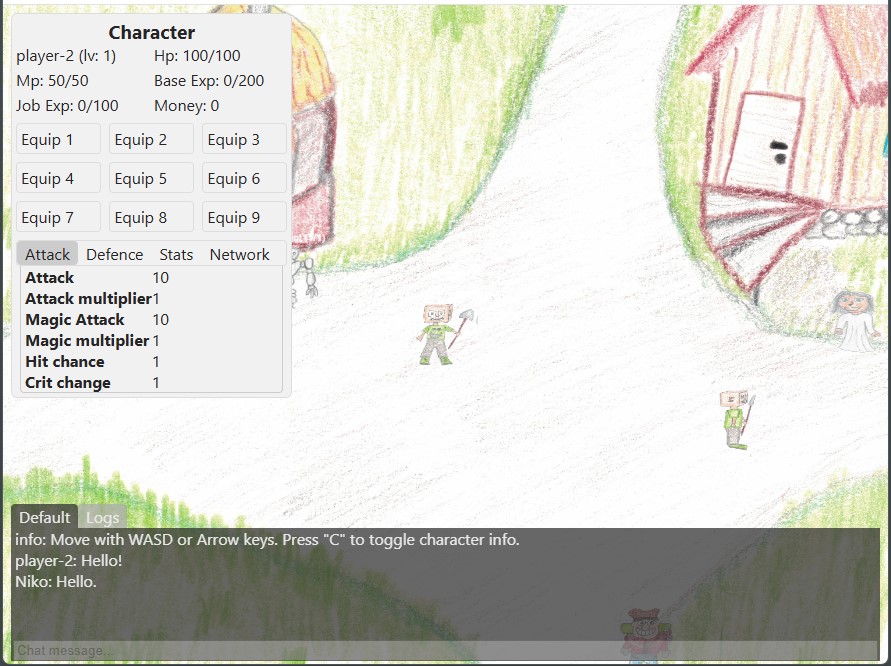 Character
player-2 (lv: 1) Hp: 100/100
Mp: 50/50 Base Exp: 0/200
Job Exp: 0/100 Money: 0
Equip 1 Equip 2 Equip 3
Equip 4 Equip 5 Equip 6
Equip 7 Equip 8 Equip 9
Attack Defence Stats Network
Attack 10
Attack multiplier 1
Magic Attack 10
Magic multiplier 1
Hit chance 1
Crit change 1
Default Logs
info: Move with WASD or Arrow keys. Press "C" to toggle character info.
player-2: Hello!
Niko: Hello.
Chat message...